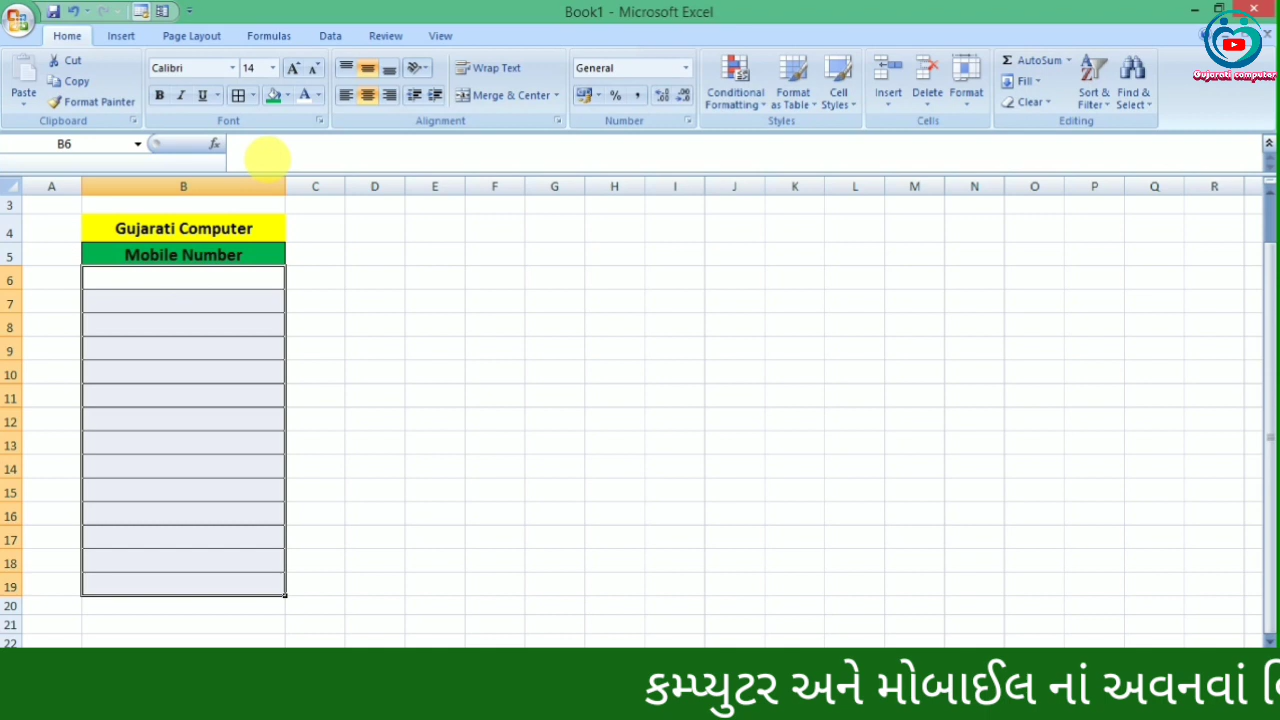 Book1 - Microsoft Excel
Home Insert Page Layout Formulas Data Review View
Gujarati computer
Paste
Cut
Copy
Format Painter
Clipboard
Calibri 14
B I U
Font
Wrap Text
Merge & Center
Alignment
General
%
Number
Conditional Formatting
Format as Table
Cell Styles
Styles
Insert
Delete
Format
Cells
Σ AutoSum
Fill
Clear
Sort & Filter
Find & Select
Editing
B6 fx
A B C D E F G H I J K L M N O P Q R
3
4 Gujarati Computer
5 Mobile Number
6
7
8
9
10
11
12
13
14
15
16
17
18
19
20
21
22
કમ્પ્યુટર અને મોબાઈલ નાં અવનવાં